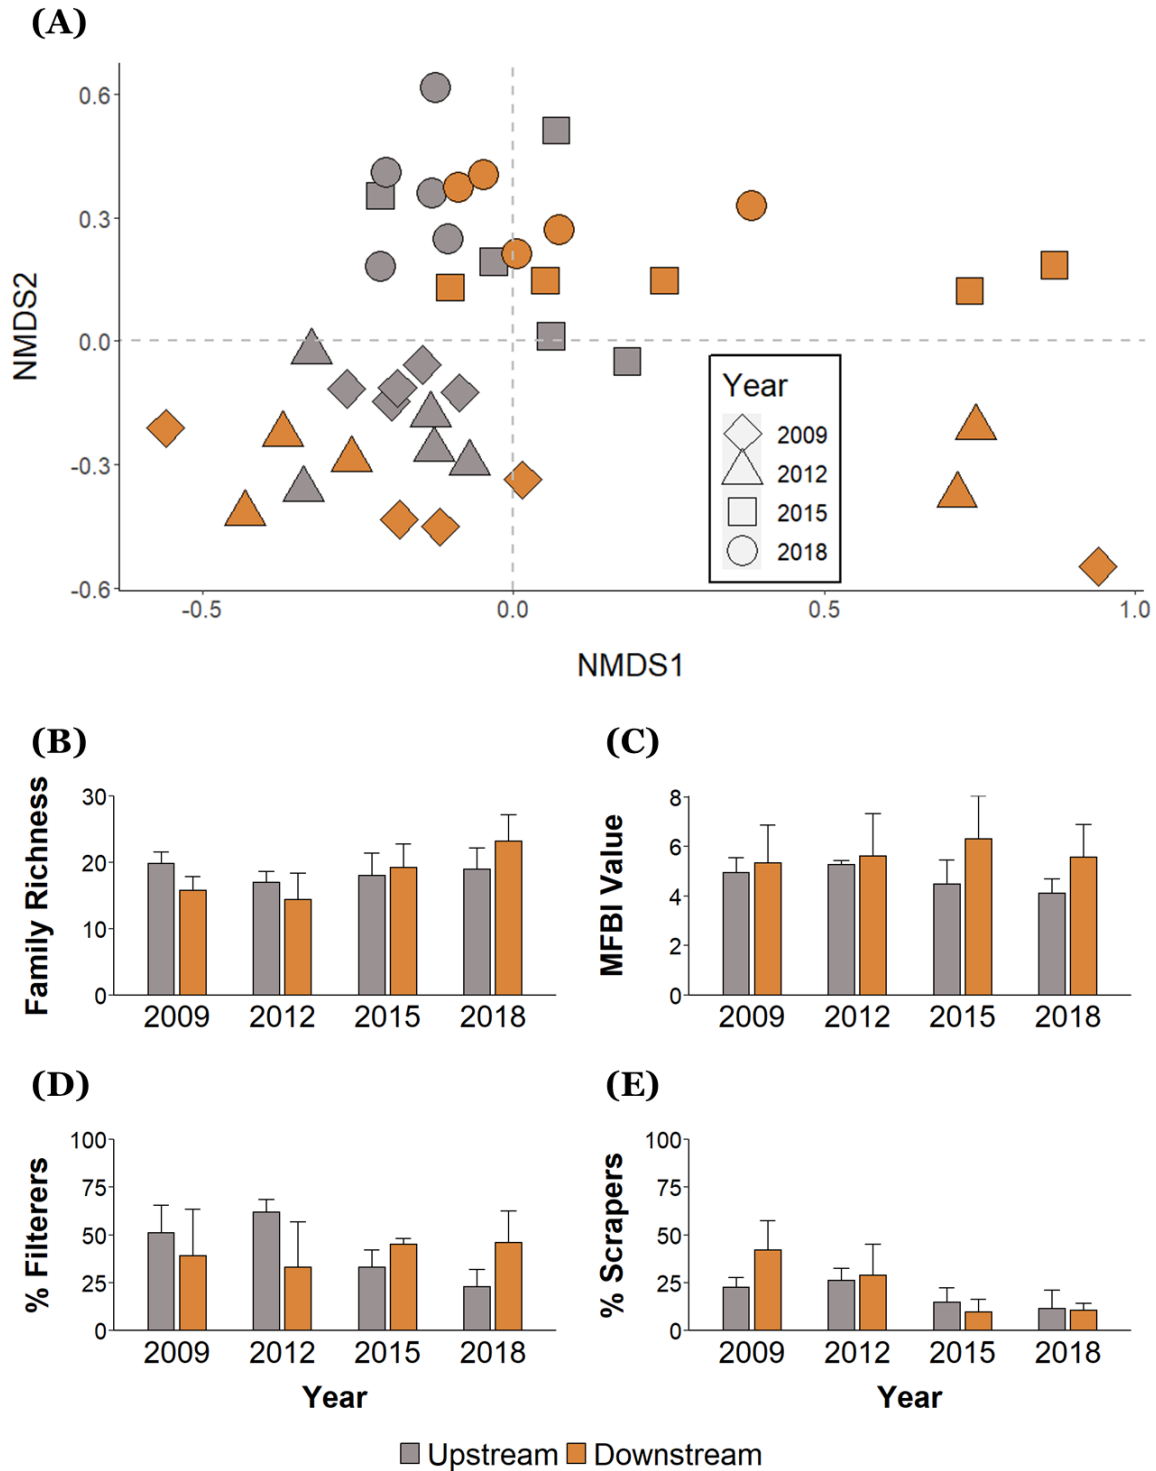 (A)
NMDS2
0.6
0.3
0.0
-0.3
-0.6
-0.5
0.0
0.5
1.0
NMDS1
Year
2009
2012
2015
2018
(B)
Family Richness
30
20
10
0
2009 2012 2015 2018
(C)
MFBI Value
8
6
4
2
0
2009 2012 2015 2018
(D)
% Filterers
100
75
50
25
0
2009 2012 2015 2018
Year
(E)
% Scrapers
100
75
50
25
0
2009 2012 2015 2018
Year
Upstream Downstream